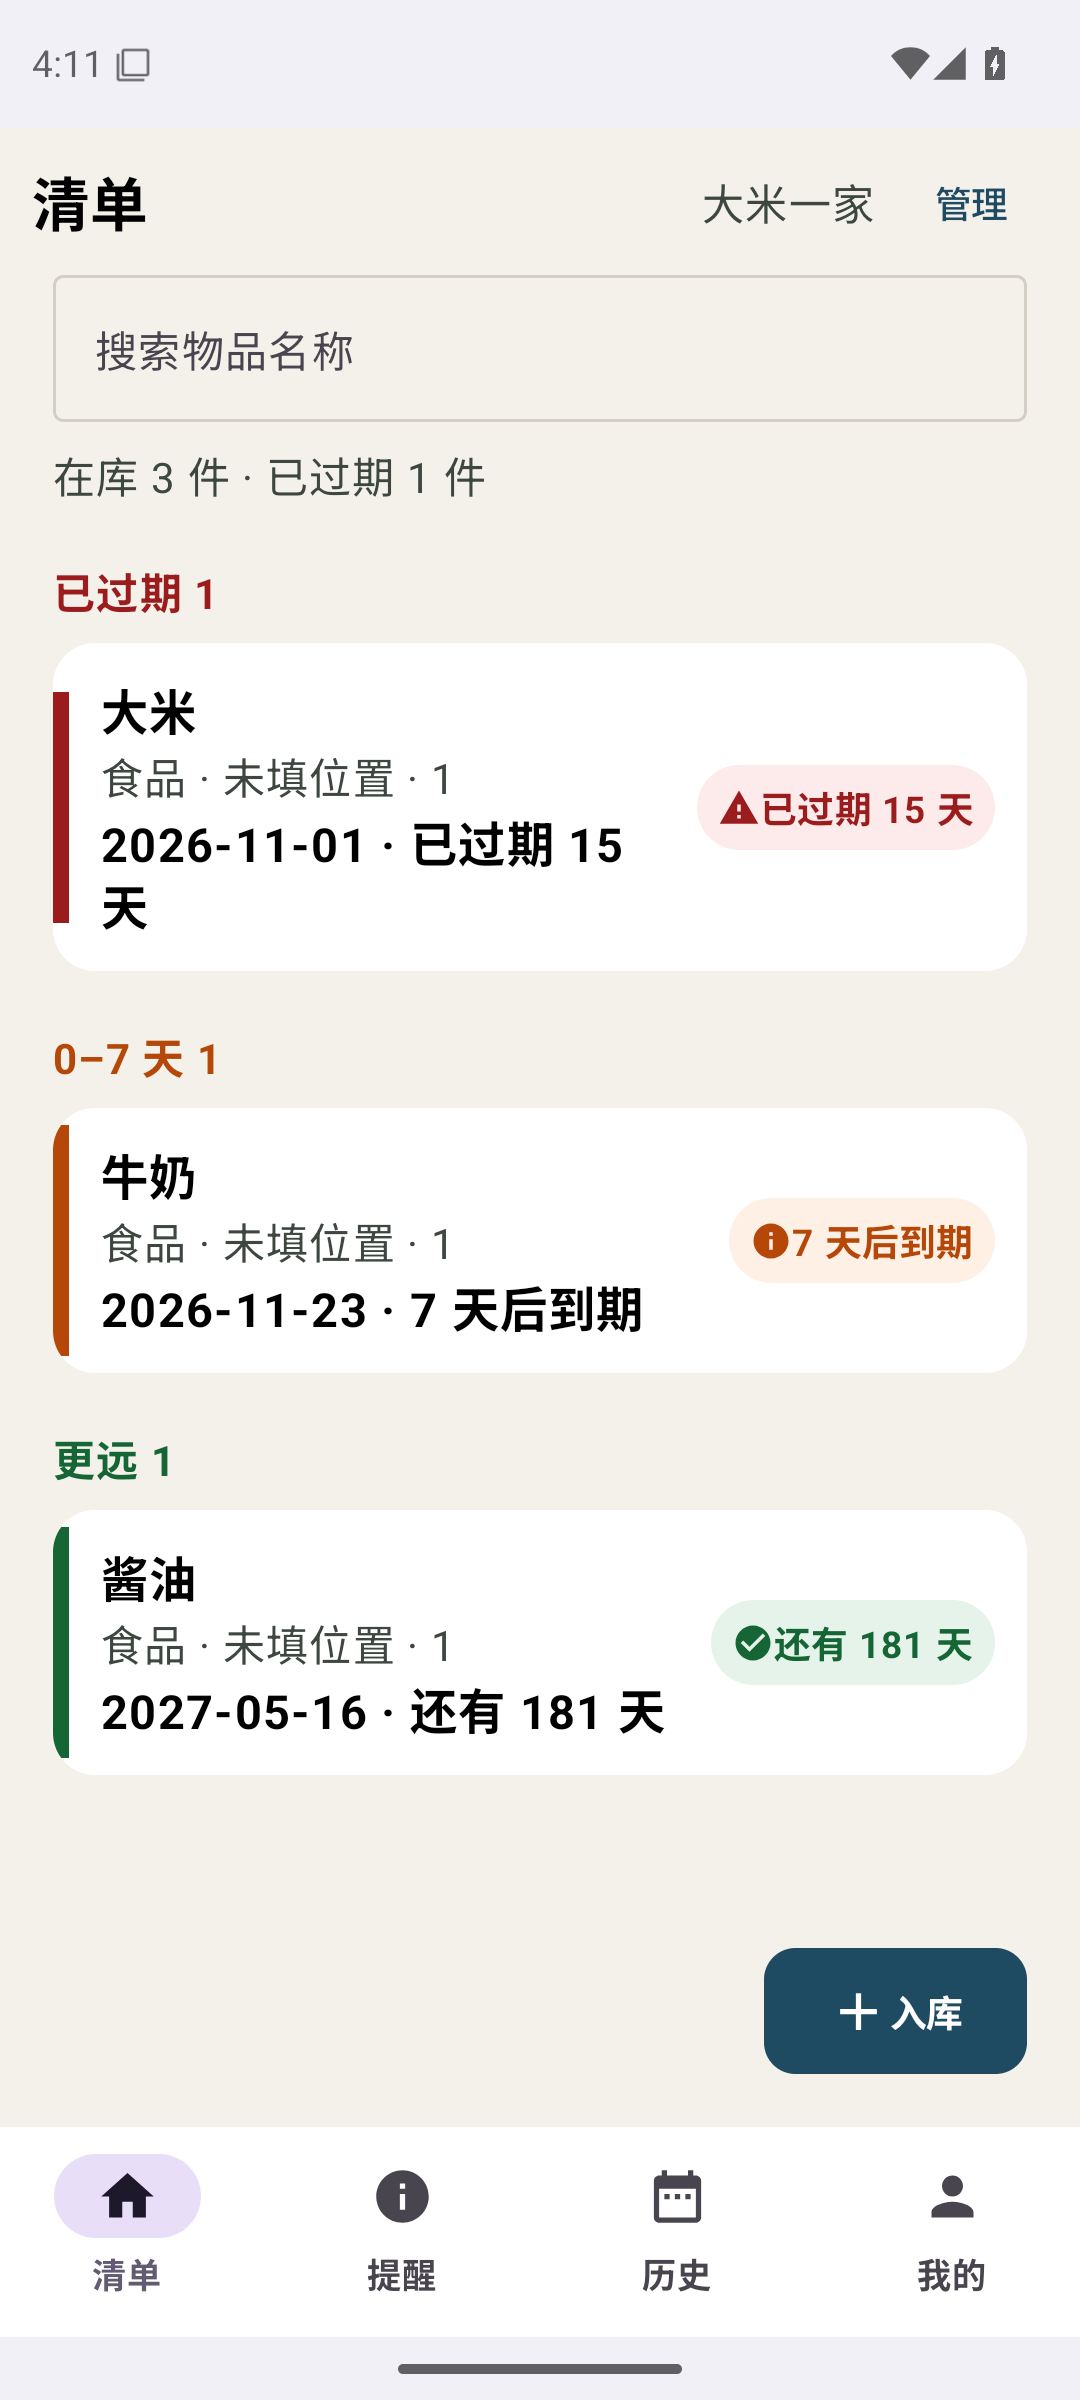 4:11
清单
大米一家 管理
搜索物品名称
在库 3 件 · 已过期 1 件
已过期 1
大米
食品 · 未填位置 · 1
2026-11-01 · 已过期 15
天
已过期 15 天
0–7 天 1
牛奶
食品 · 未填位置 · 1
2026-11-23 · 7 天后到期
7 天后到期
更远 1
酱油
食品 · 未填位置 · 1
2027-05-16 · 还有 181 天
还有 181 天
入库
清单 提醒 历史 我的